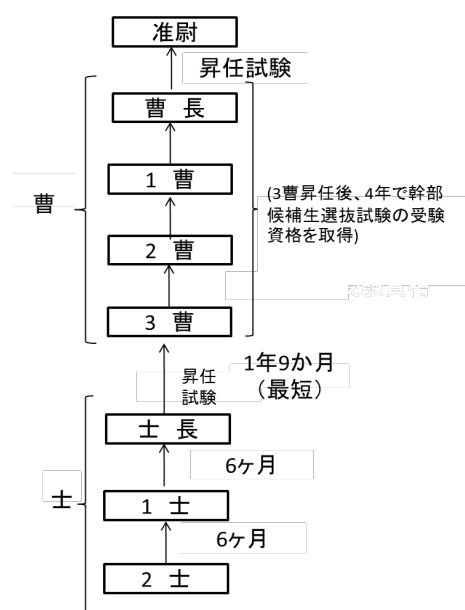 准尉
昇任試験
曹 長
1 曹
曹
(3曹昇任後、4年で幹部
候補生選抜試験の受験
資格を取得)
2 曹
3 曹
1年9か月
(最短)
昇任
試験
士 長
6ヶ月
士
1 士
6ヶ月
2 士